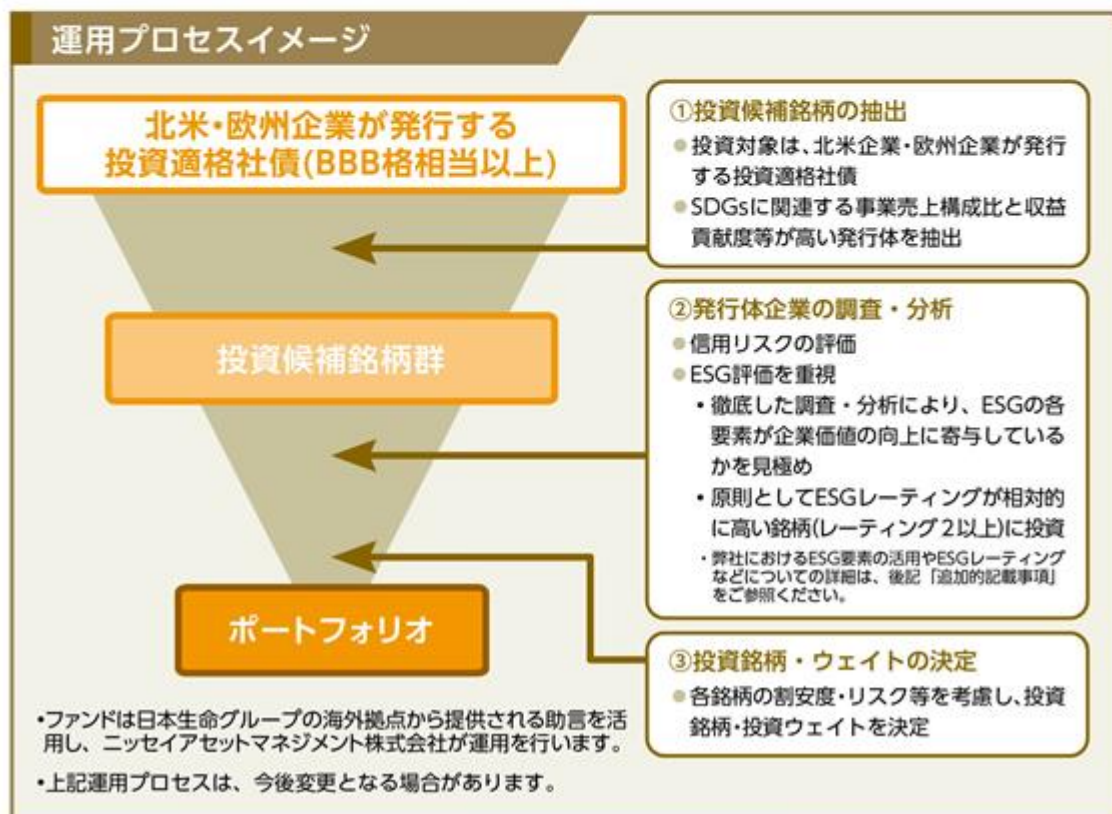 運用プロセスイメージ
北米・欧州企業が発行する
投資適格社債(BBB格相当以上)
投資候補銘柄群
ポートフォリオ
•ファンドは日本生命グループの海外拠点から提供される助言を活
用し、ニッセイアセットマネジメント株式会社が運用を行います。
•上記運用プロセスは、今後変更となる場合があります。
①投資候補銘柄の抽出
●投資対象は、北米企業・欧州企業が発行
する投資適格社債
●SDGsに関連する事業売上構成比と収益
貢献度等が高い発行体を抽出
②発行体企業の調査・分析
●信用リスクの評価
●ESG評価を重視
・徹底した調査・分析により、ESGの各
要素が企業価値の向上に寄与している
かを見極め
・原則としてESGレーティングが相対的
に高い銘柄(レーティング2以上)に投資
・弊社におけるESG要素の活用やESGレーティング
などについての詳細は、後記「追加的記載事項」
をご参照ください。
③投資銘柄・ウェイトの決定
●各銘柄の割安度・リスク等を考慮し、投資
銘柄・投資ウェイトを決定